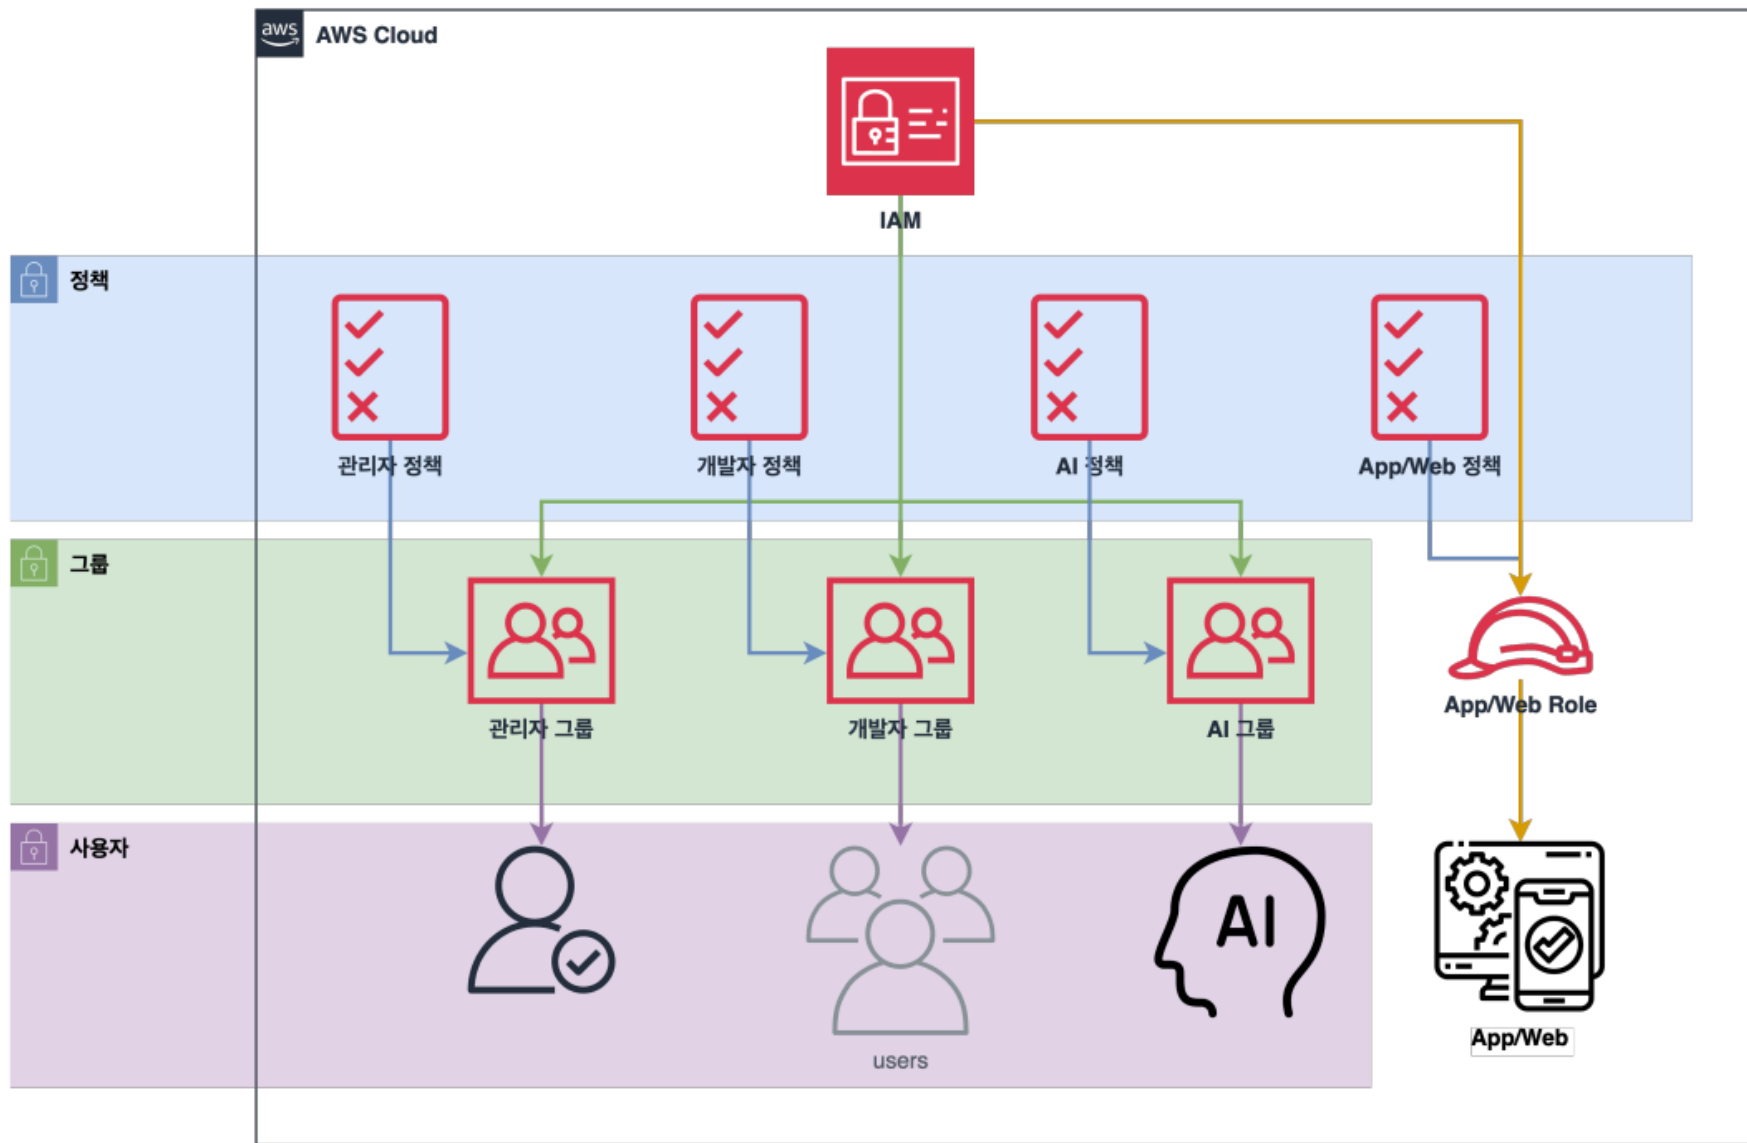 aws
AWS Cloud
IAM
정책
관리자 정책
개발자 정책
AI 정책
App/Web 정책
그룹
관리자 그룹
개발자 그룹
AI 그룹
App/Web Role
사용자
AI
users
App/Web